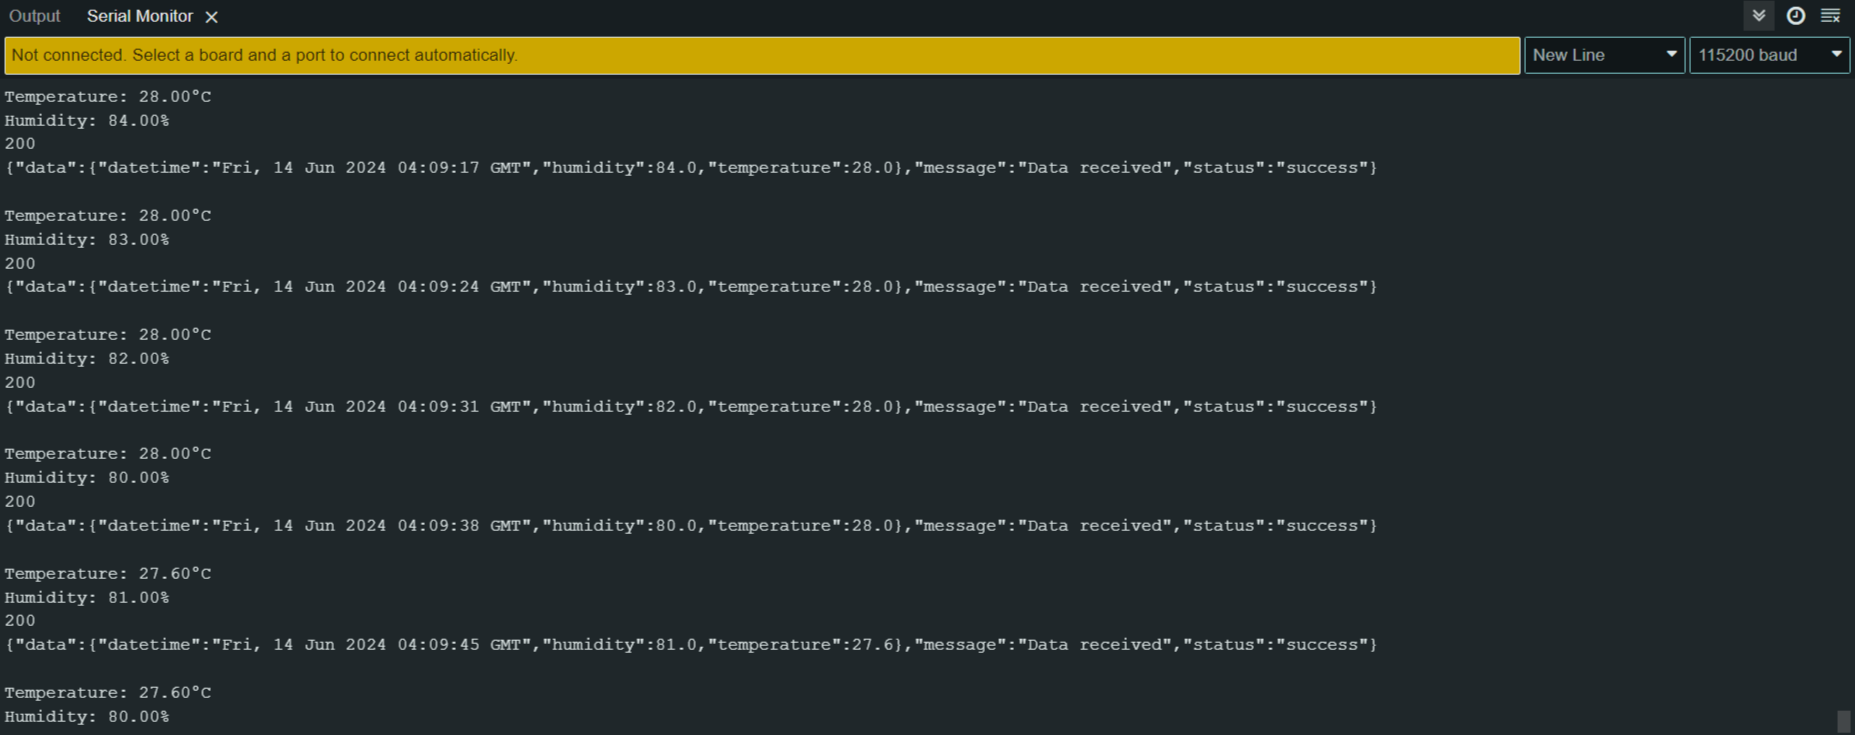 Output Serial Monitor
Not connected. Select a board and a port to connect automatically. New Line 115200 baud
Temperature: 28.00°C
Humidity: 84.00%
200
{"data":{"datetime":"Fri, 14 Jun 2024 04:09:17 GMT","humidity":84.0,"temperature":28.0},"message":"Data received","status":"success"}
Temperature: 28.00°C
Humidity: 83.00%
200
{"data":{"datetime":"Fri, 14 Jun 2024 04:09:24 GMT","humidity":83.0,"temperature":28.0},"message":"Data received","status":"success"}
Temperature: 28.00°C
Humidity: 82.00%
200
{"data":{"datetime":"Fri, 14 Jun 2024 04:09:31 GMT","humidity":82.0,"temperature":28.0},"message":"Data received","status":"success"}
Temperature: 28.00°C
Humidity: 80.00%
200
{"data":{"datetime":"Fri, 14 Jun 2024 04:09:38 GMT","humidity":80.0,"temperature":28.0},"message":"Data received","status":"success"}
Temperature: 27.60°C
Humidity: 81.00%
200
{"data":{"datetime":"Fri, 14 Jun 2024 04:09:45 GMT","humidity":81.0,"temperature":27.6},"message":"Data received","status":"success"}
Temperature: 27.60°C
Humidity: 80.00%